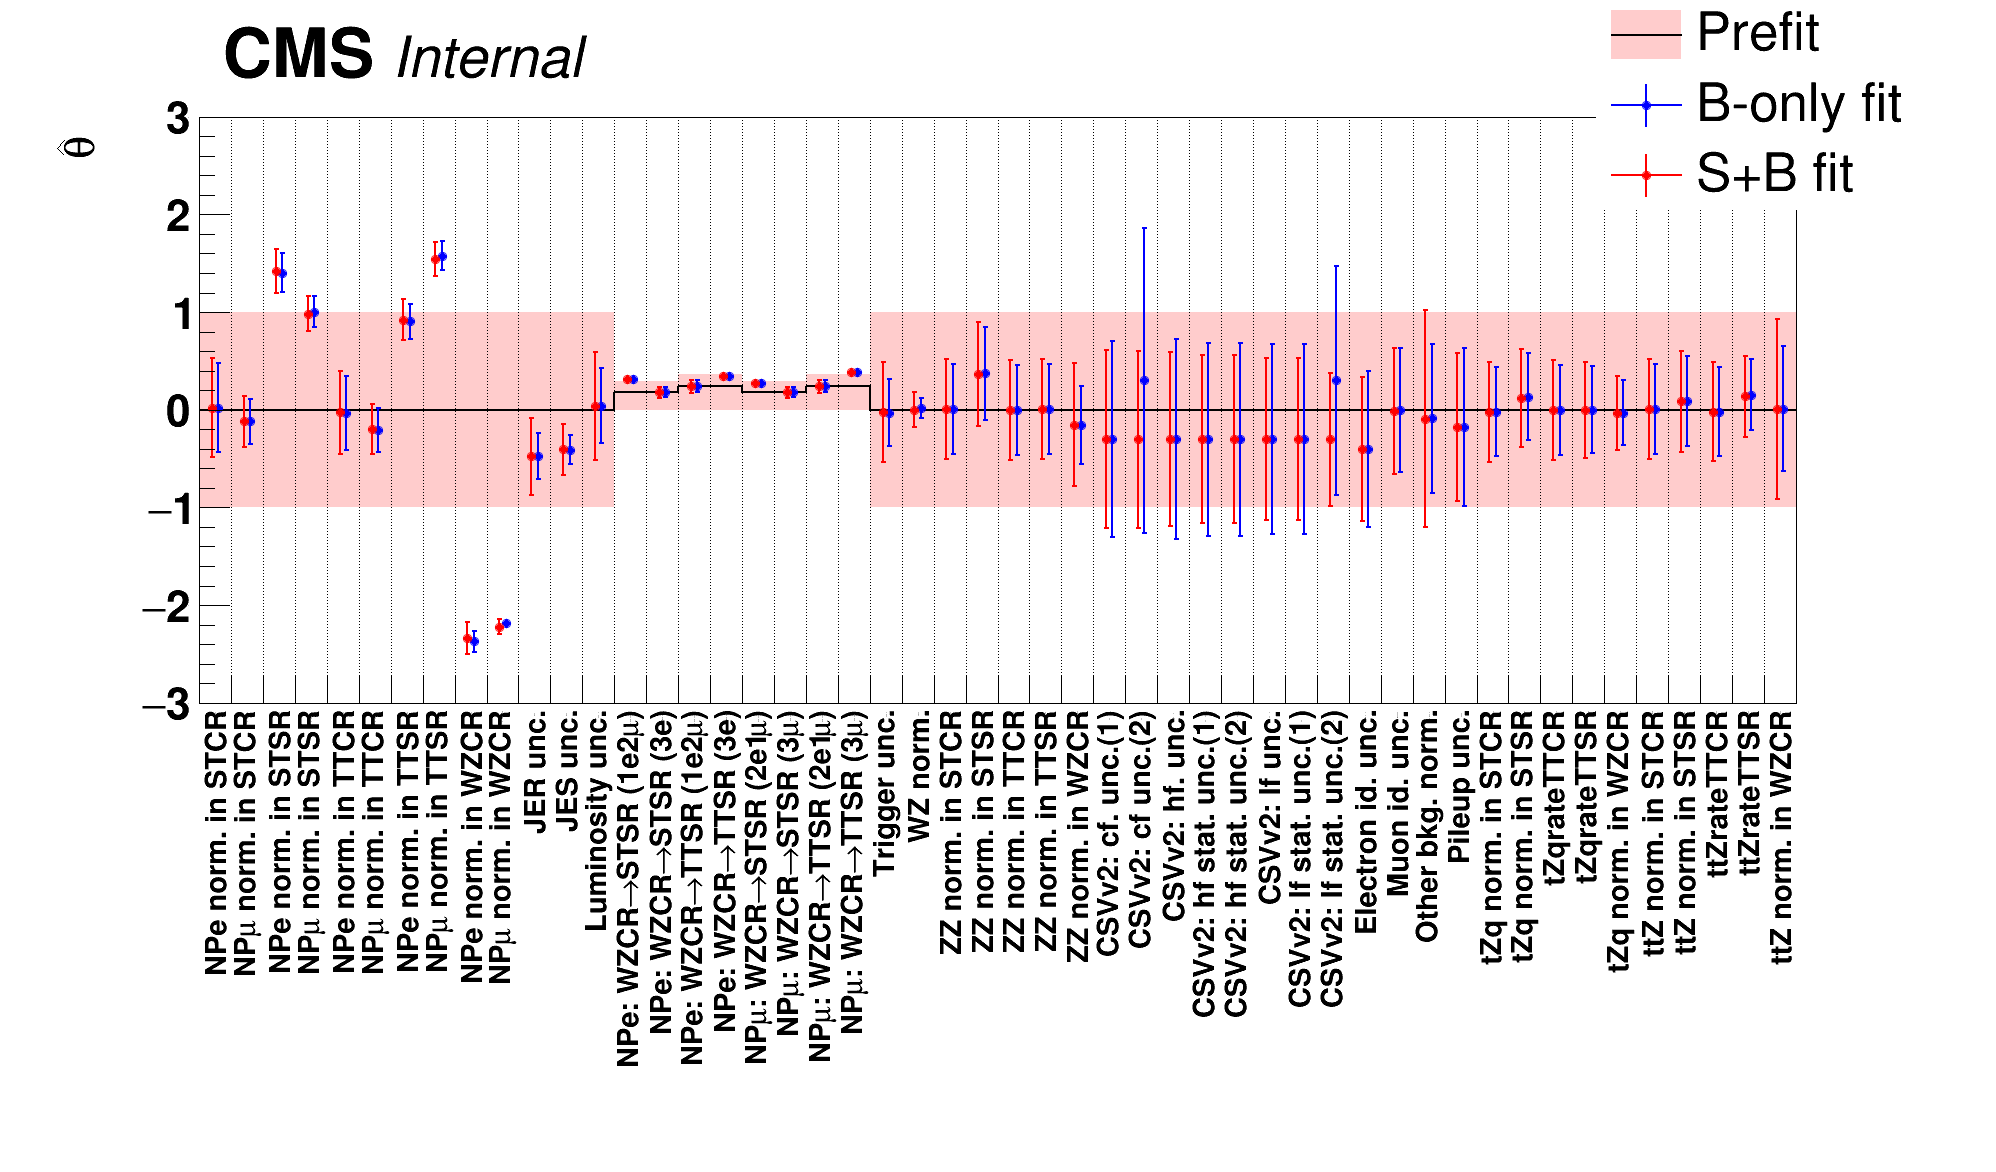 CMS Internal
Prefit
B-only fit
S+B fit
θ̂
3
2
1
0
−1
−2
−3
NPe norm. in STCR
NPμ norm. in STCR
NPe norm. in STSR
NPμ norm. in STSR
NPe norm. in TTCR
NPμ norm. in TTCR
NPe norm. in TTSR
NPμ norm. in TTSR
NPe norm. in WZCR
NPμ norm. in WZCR
JER unc.
JES unc.
Luminosity unc.
NPe: WZCR→STSR (1e2μ)
NPe: WZCR→STSR (3e)
NPe: WZCR→TTSR (1e2μ)
NPe: WZCR→TTSR (3e)
NPμ: WZCR→STSR (2e1μ)
NPμ: WZCR→STSR (3μ)
NPμ: WZCR→TTSR (2e1μ)
NPμ: WZCR→TTSR (3μ)
Trigger unc.
WZ norm.
ZZ norm. in STCR
ZZ norm. in STSR
ZZ norm. in TTCR
ZZ norm. in TTSR
ZZ norm. in WZCR
CSVv2: cf. unc.(1)
CSVv2: cf unc.(2)
CSVv2: hf. unc.
CSVv2: hf stat. unc.(1)
CSVv2: hf stat. unc.(2)
CSVv2: lf unc.
CSVv2: lf stat. unc.(1)
CSVv2: lf stat. unc.(2)
Electron id. unc.
Muon id. unc.
Other bkg. norm.
Pileup unc.
tZq norm. in STCR
tZq norm. in STSR
tZqrateTTCR
tZqrateTTSR
tZq norm. in WZCR
ttZ norm. in STCR
ttZ norm. in STSR
ttZrateTTCR
ttZrateTTSR
ttZ norm. in WZCR